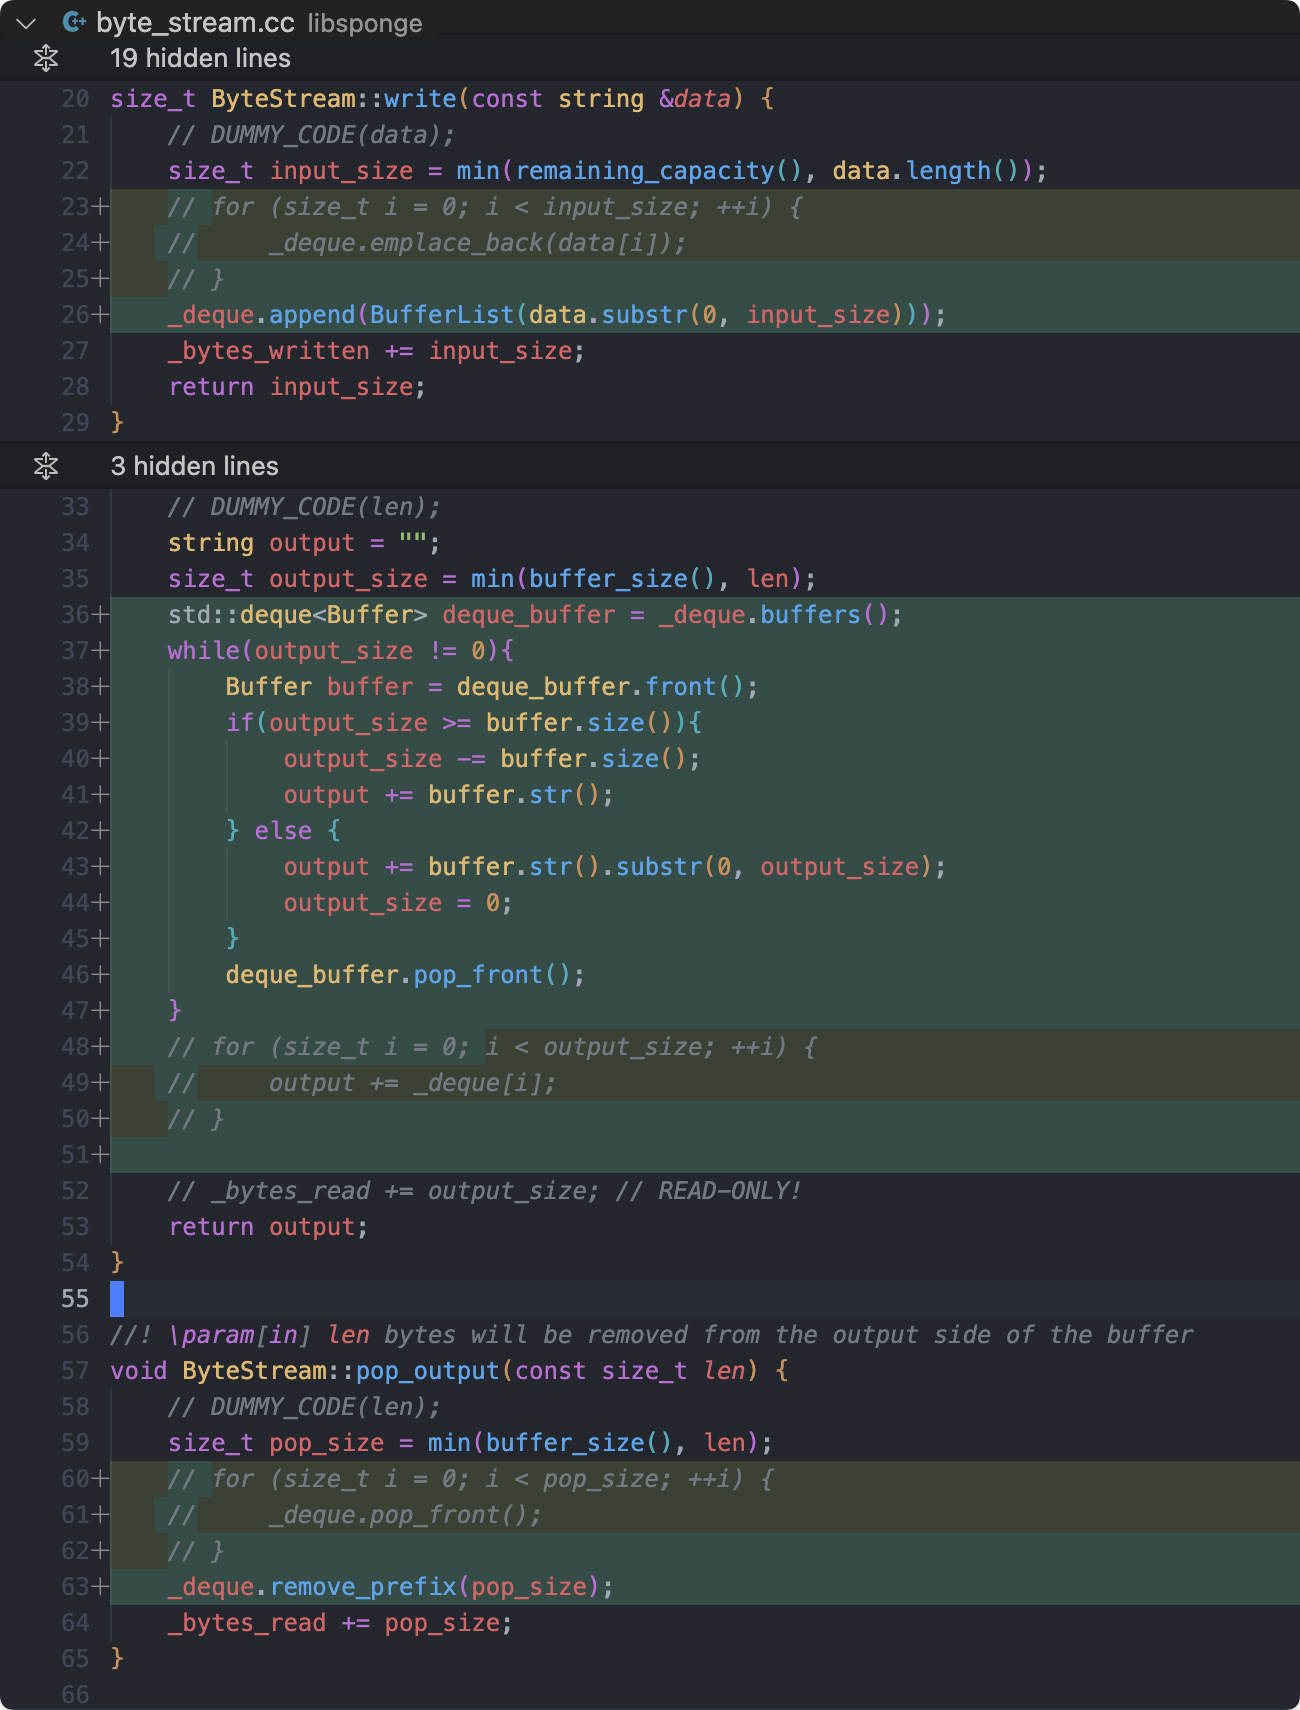 byte_stream.cc libsponge
19 hidden lines
20 size_t ByteStream::write(const string &data) {
21     // DUMMY_CODE(data);
22     size_t input_size = min(remaining_capacity(), data.length());
23+    // for (size_t i = 0; i < input_size; ++i) {
24+    //     _deque.emplace_back(data[i]);
25+    // }
26+    _deque.append(BufferList(data.substr(0, input_size)));
27     _bytes_written += input_size;
28     return input_size;
29 }
3 hidden lines
33     // DUMMY_CODE(len);
34     string output = "";
35     size_t output_size = min(buffer_size(), len);
36+    std::deque<Buffer> deque_buffer = _deque.buffers();
37+    while(output_size != 0){
38+        Buffer buffer = deque_buffer.front();
39+        if(output_size >= buffer.size()){
40+            output_size -= buffer.size();
41+            output += buffer.str();
42+        } else {
43+            output += buffer.str().substr(0, output_size);
44+            output_size = 0;
45+        }
46+        deque_buffer.pop_front();
47+    }
48+    // for (size_t i = 0; i < output_size; ++i) {
49+    //     output += _deque[i];
50+    // }
51+
52     // _bytes_read += output_size; // READ-ONLY!
53     return output;
54 }
55
56 //! \param[in] len bytes will be removed from the output side of the buffer
57 void ByteStream::pop_output(const size_t len) {
58     // DUMMY_CODE(len);
59     size_t pop_size = min(buffer_size(), len);
60+    // for (size_t i = 0; i < pop_size; ++i) {
61+    //     _deque.pop_front();
62+    // }
63+    _deque.remove_prefix(pop_size);
64     _bytes_read += pop_size;
65 }
66